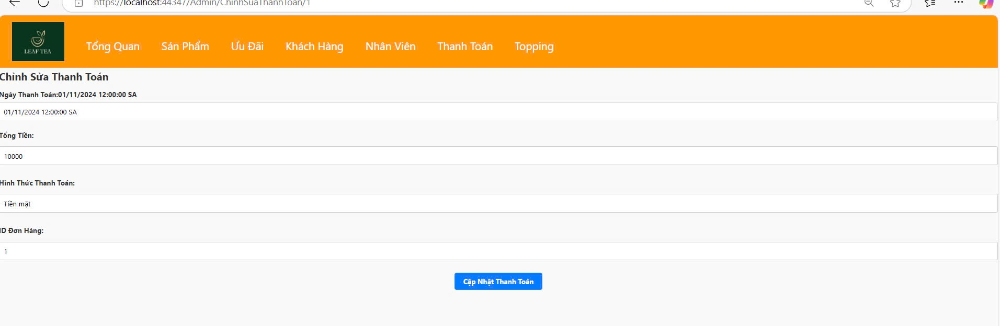 https://localhost:44347/Admin/ChinhSuaThanhToan/1
LEAF TEA
Tổng Quan Sản Phẩm Ưu Đãi Khách Hàng Nhân Viên Thanh Toán Topping
Chỉnh Sửa Thanh Toán
Ngày Thanh Toán:01/11/2024 12:00:00 SA
01/11/2024 12:00:00 SA
Tổng Tiền:
10000
Hình Thức Thanh Toán:
Tiền mặt
ID Đơn Hàng:
1
Cập Nhật Thanh Toán